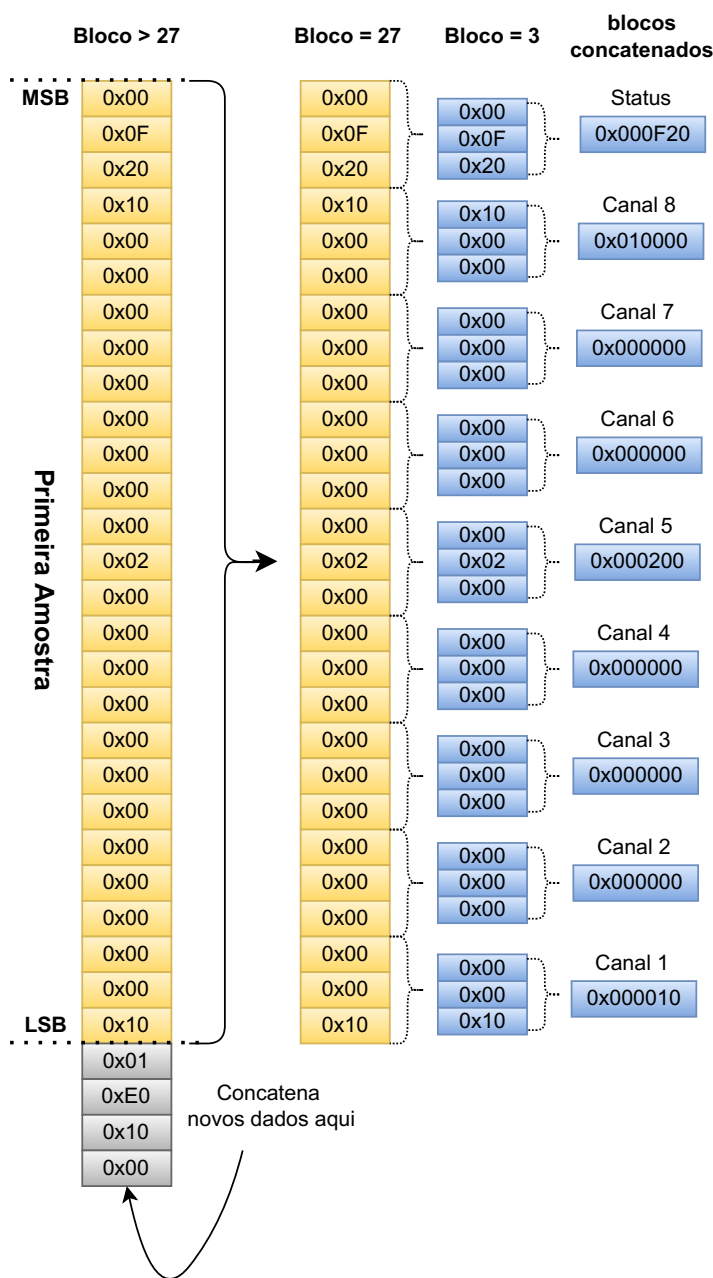 Bloco > 27
Bloco = 27
Bloco = 3
blocos
concatenados
MSB
Primeira Amostra
LSB
0x00
0x0F
0x20
0x10
0x00
0x00
0x00
0x00
0x00
0x00
0x00
0x00
0x00
0x02
0x00
0x00
0x00
0x00
0x00
0x00
0x00
0x00
0x00
0x00
0x00
0x00
0x10
0x01
0xE0
0x10
0x00
Concatena
novos dados aqui
0x00
0x0F
0x20
0x10
0x00
0x00
0x00
0x00
0x00
0x00
0x00
0x00
0x00
0x02
0x00
0x00
0x00
0x00
0x00
0x00
0x00
0x00
0x00
0x00
0x00
0x00
0x10
0x00
0x0F
0x20
0x10
0x00
0x00
0x00
0x00
0x00
0x00
0x00
0x00
0x00
0x02
0x00
0x00
0x00
0x00
0x00
0x00
0x00
0x00
0x00
0x00
0x00
0x00
0x10
Status
0x000F20
Canal 8
0x010000
Canal 7
0x000000
Canal 6
0x000000
Canal 5
0x000200
Canal 4
0x000000
Canal 3
0x000000
Canal 2
0x000000
Canal 1
0x000010